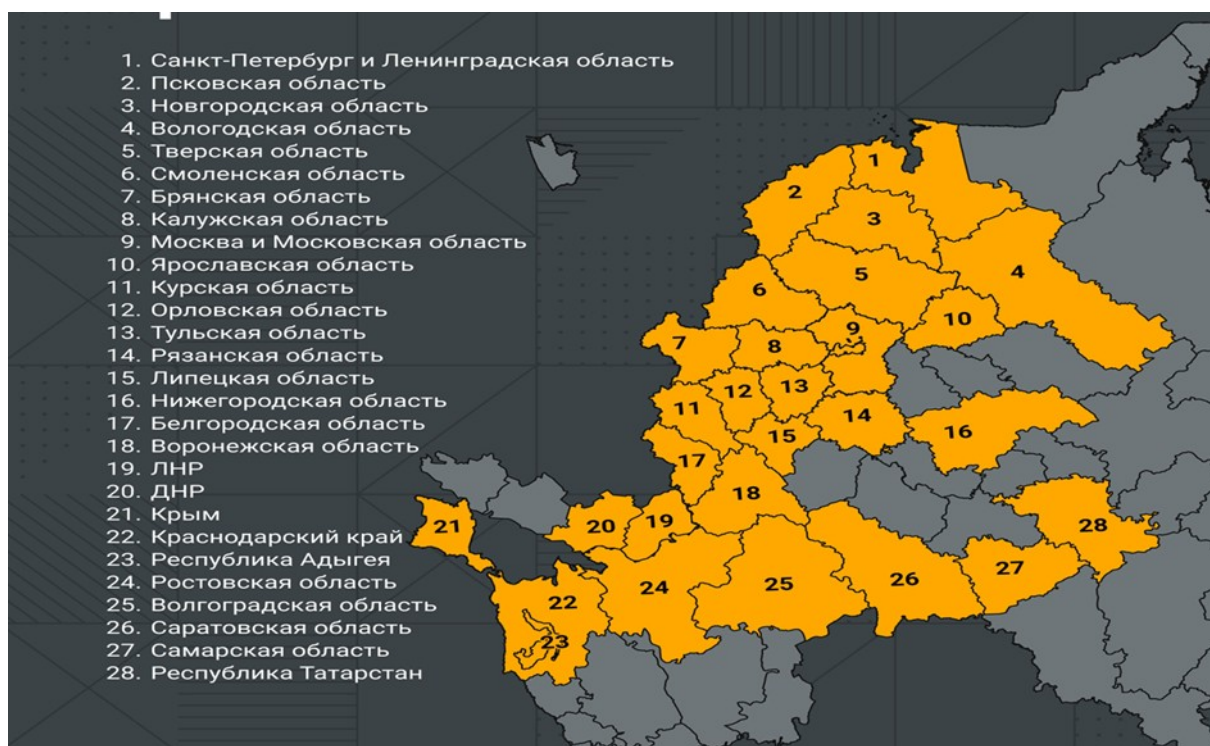 1. Санкт-Петербург и Ленинградская область
2. Псковская область
3. Новгородская область
4. Вологодская область
5. Тверская область
6. Смоленская область
7. Брянская область
8. Калужская область
9. Москва и Московская область
10. Ярославская область
11. Курская область
12. Орловская область
13. Тульская область
14. Рязанская область
15. Липецкая область
16. Нижегородская область
17. Белгородская область
18. Воронежская область
19. ЛНР
20. ДНР
21. Крым
22. Краснодарский край
23. Республика Адыгея
24. Ростовская область
25. Волгоградская область
26. Саратовская область
27. Самарская область
28. Республика Татарстан
1
2
3
4
5
6
9
10
7
8
12
13
11
14
15
16
17
18
19
20
21
28
27
24
25
26
22
23